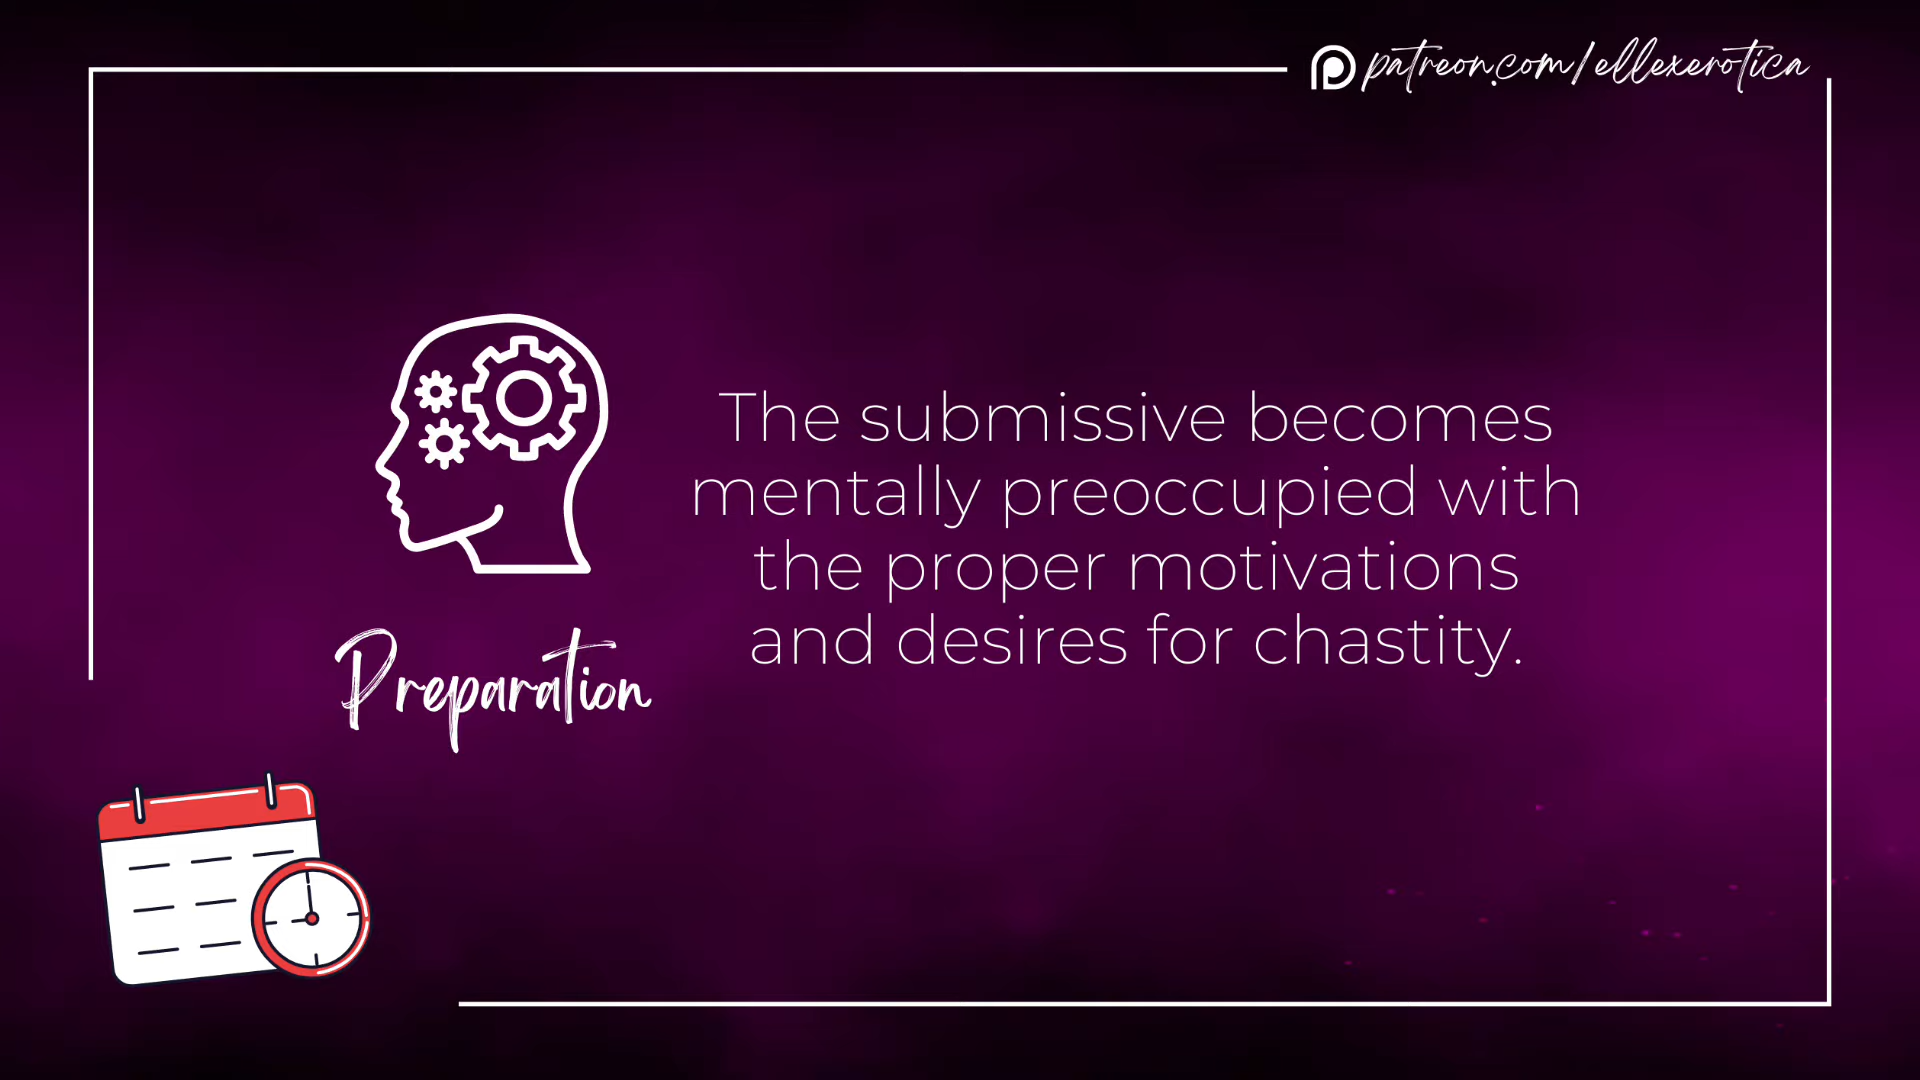 patreon.com/ellexerotica
The submissive becomes
mentally preoccupied with
the proper motivations
and desires for chastity.
Preparation